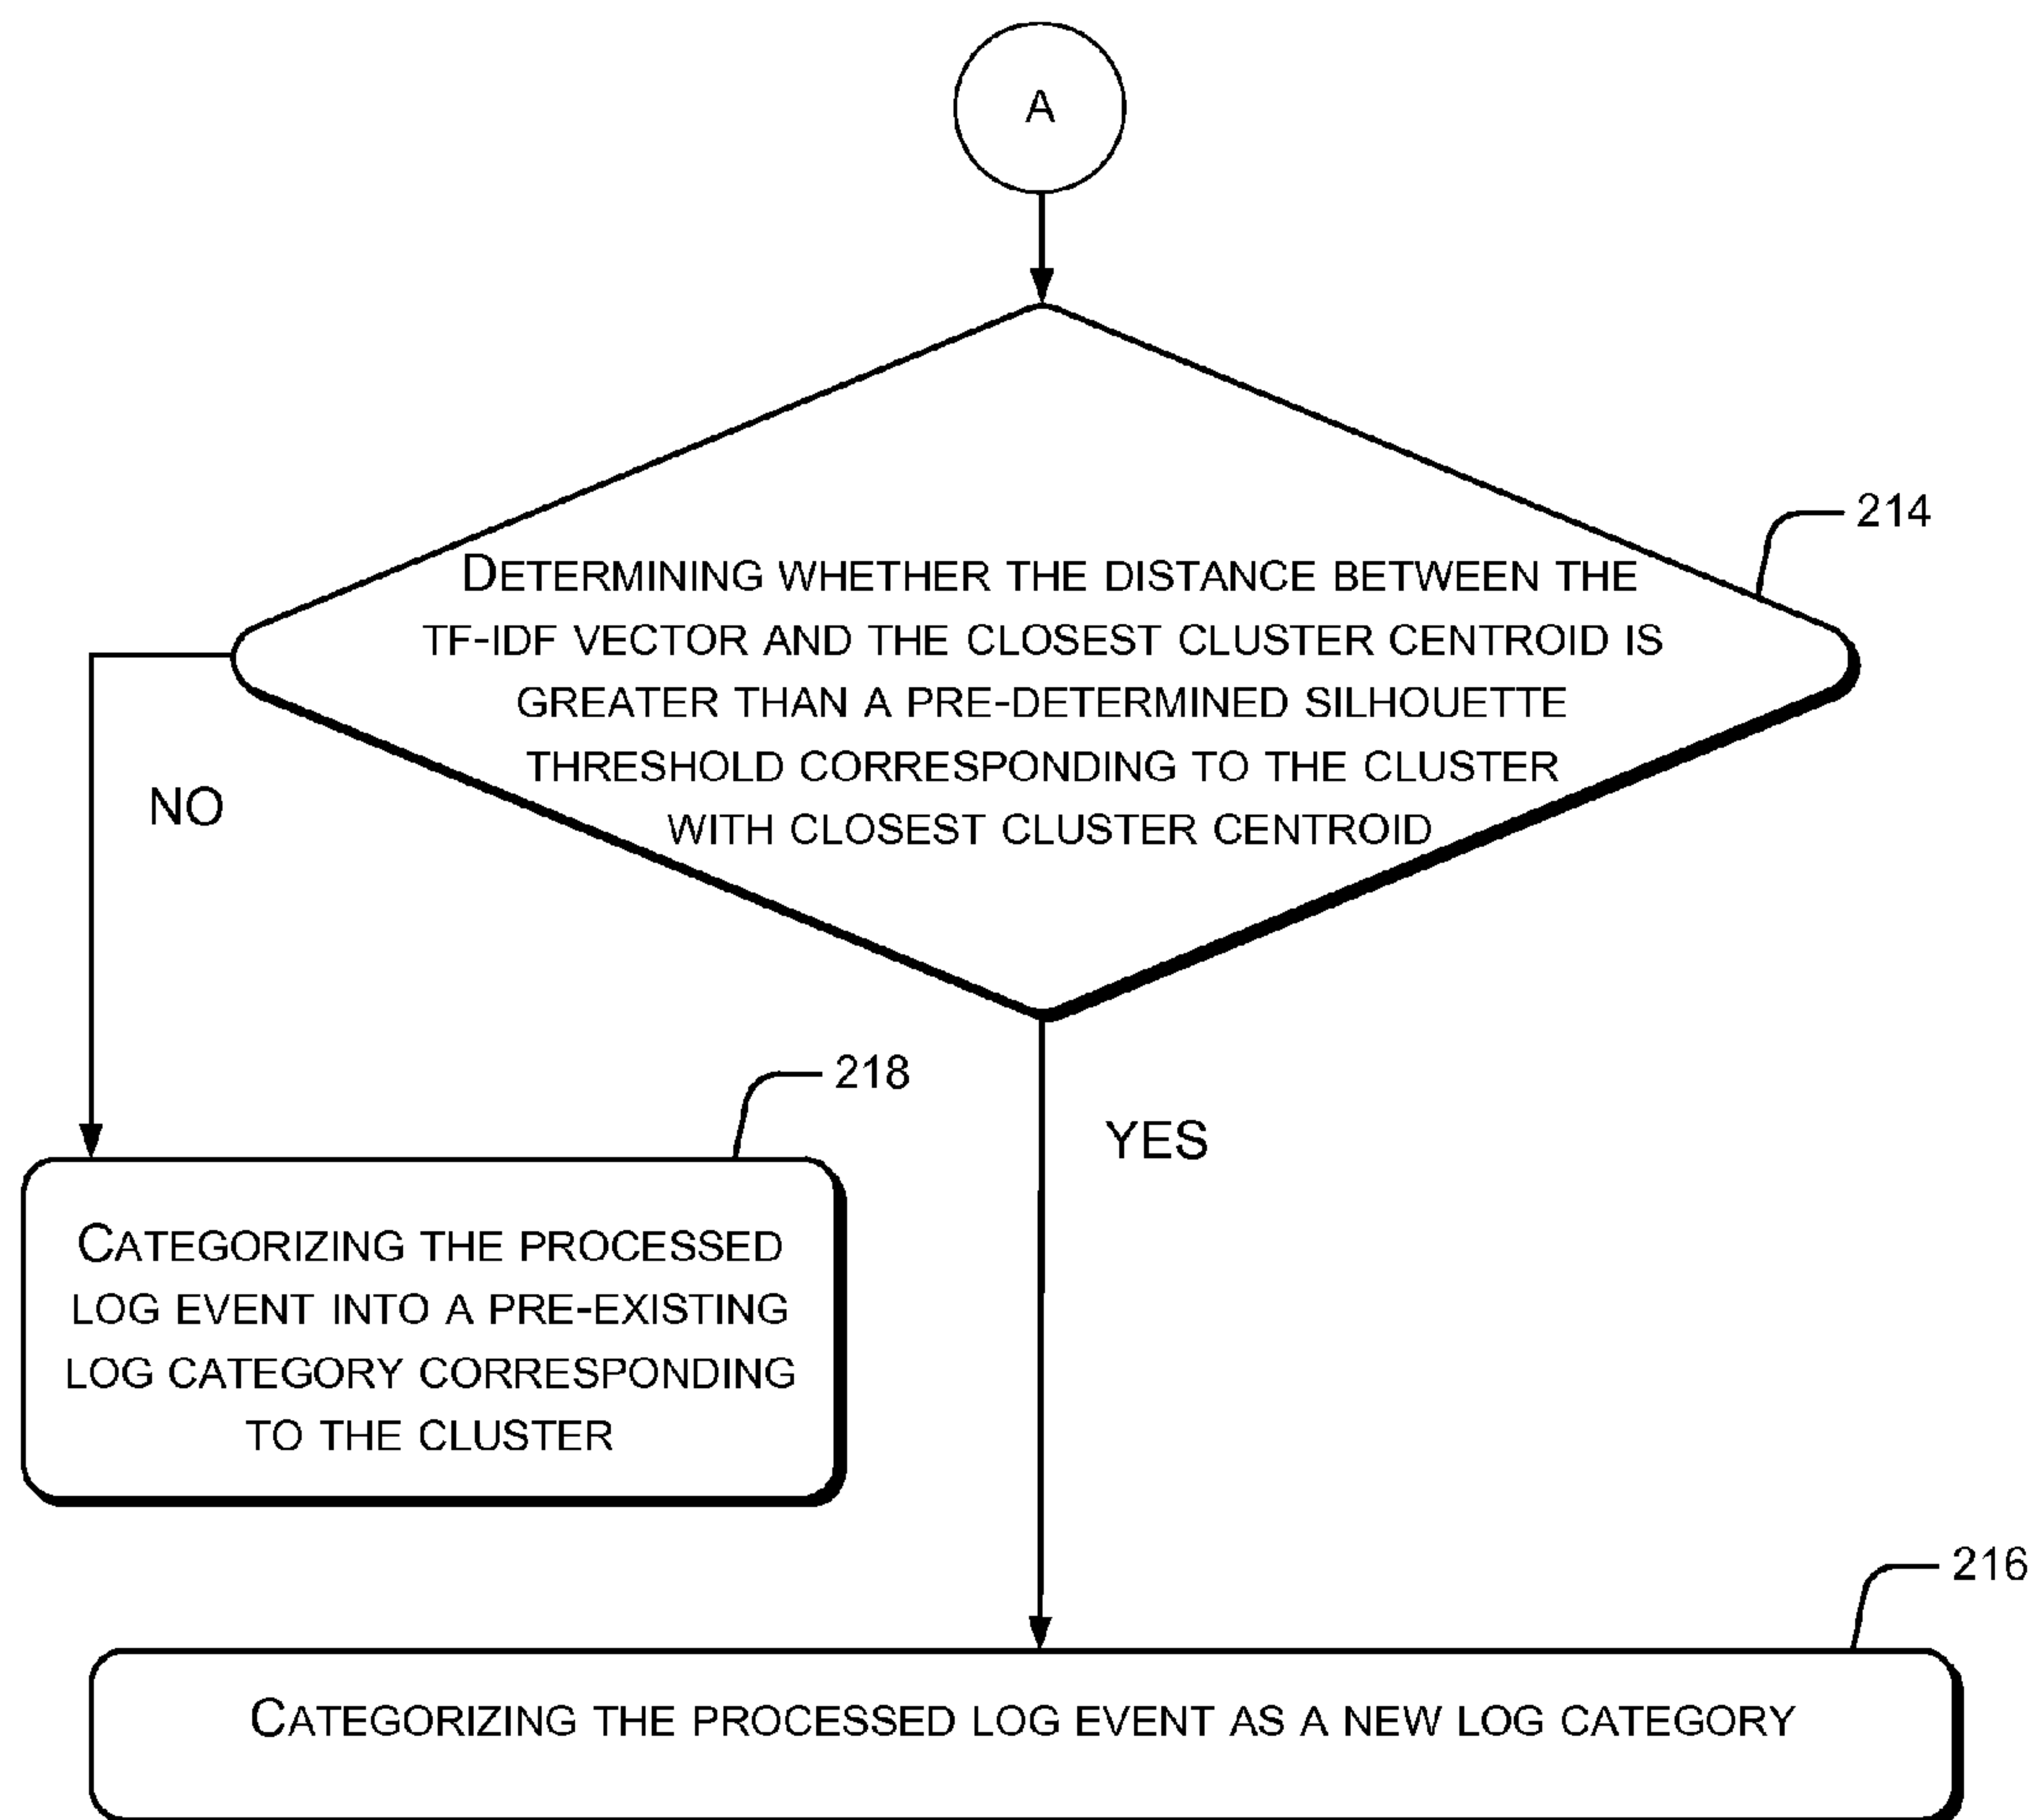 A
214
DETERMINING WHETHER THE DISTANCE BETWEEN THE
TF-IDF VECTOR AND THE CLOSEST CLUSTER CENTROID IS
GREATER THAN A PRE-DETERMINED SILHOUETTE
THRESHOLD CORRESPONDING TO THE CLUSTER
WITH CLOSEST CLUSTER CENTROID
NO
218
YES
CATEGORIZING THE PROCESSED
LOG EVENT INTO A PRE-EXISTING
LOG CATEGORY CORRESPONDING
TO THE CLUSTER
216
CATEGORIZING THE PROCESSED LOG EVENT AS A NEW LOG CATEGORY